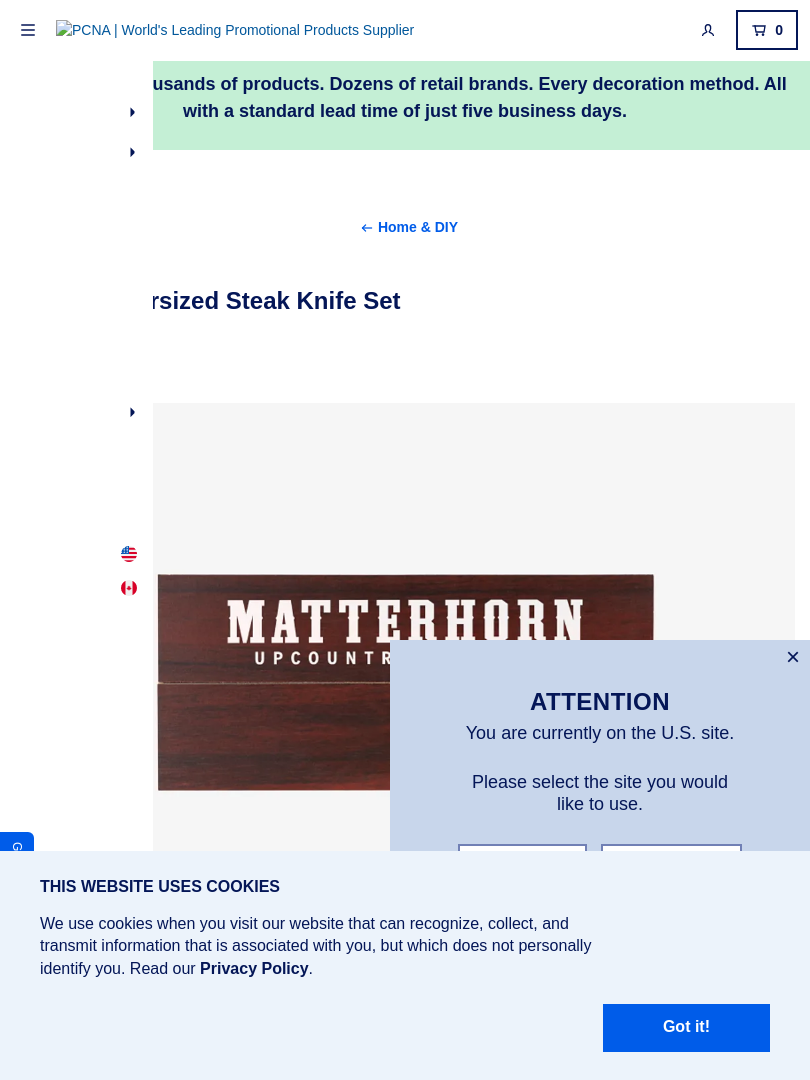 PCNA | World's Leading Promotional Products Supplier
0
of products. Dozens of retail brands. Every decoration method. All
with a standard lead time of just five business days.
Home & DIY
Steak Knife Set
MATTERHORN
ATTENTION
You are currently on the U.S. site.
Please select the site you would
like to use.
G
THIS WEBSITE USES COOKIES
We use cookies when you visit our website that can recognize, collect, and
transmit information that is associated with you, but which does not personally
identify you. Read our Privacy Policy.
Got it!